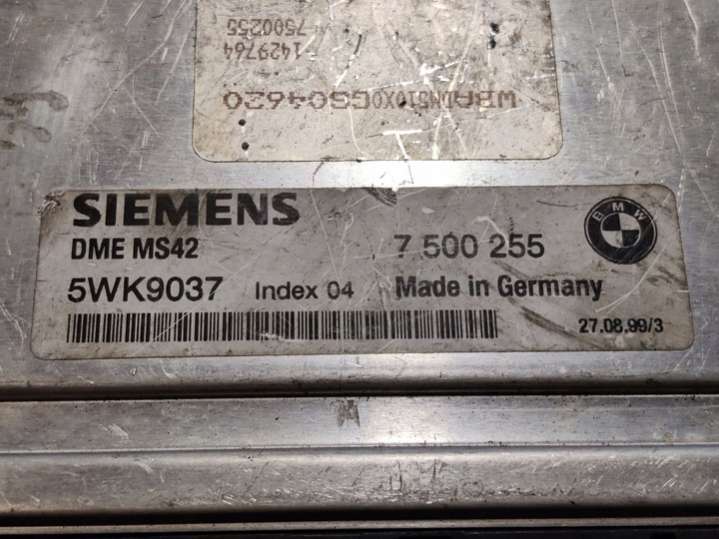 7500255
1429764
SIEMENS
DME MS42
7 500 255
BMW
5WK9037
Index 04
Made in Germany
27.08.99/3